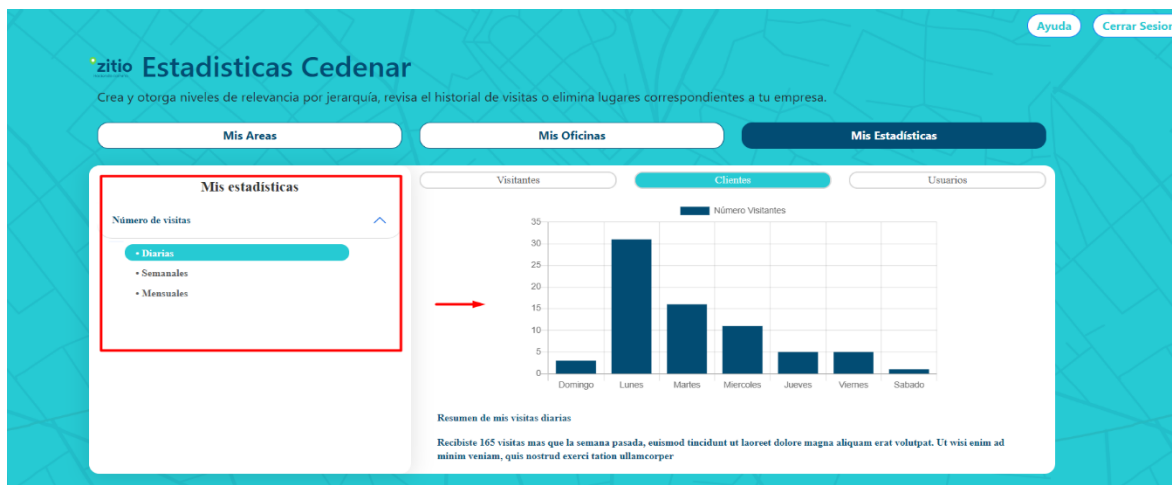 Ayuda
Cerrar Sesion
zitio Estadisticas Cedenar
Crea y otorga niveles de relevancia por jerarquía, revisa el historial de visitas o elimina lugares correspondientes a tu empresa.
Mis Areas
Mis Oficinas
Mis Estadísticas
Mis estadísticas
Número de visitas
• Diarias
• Semanales
• Mensuales
Visitantes
Clientes
Usuarios
Número Visitantes
35
30
25
20
15
10
5
0
Domingo
Lunes
Martes
Miercoles
Jueves
Viernes
Sabado
Resumen de mis visitas diarias
Recibiste 165 visitas mas que la semana pasada, euismod tincidunt ut laoreet dolore magna aliquam erat volutpat. Ut wisi enim ad
minim veniam, quis nostrud exerci tation ullamcorper